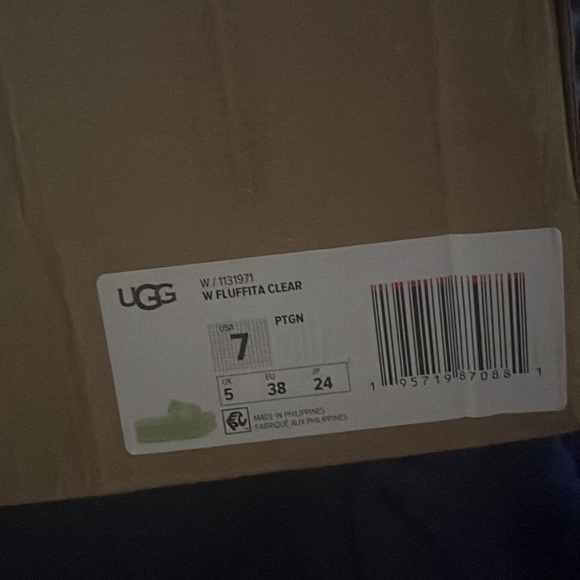 UGG
W / 1131971
W FLUFFITA CLEAR
USA
7
PTGN
UK
5
EU
38
JP
24
MADE IN PHILIPPINES
FABRIQUÉ AUX PHILIPPINES
1 95719 87088 1